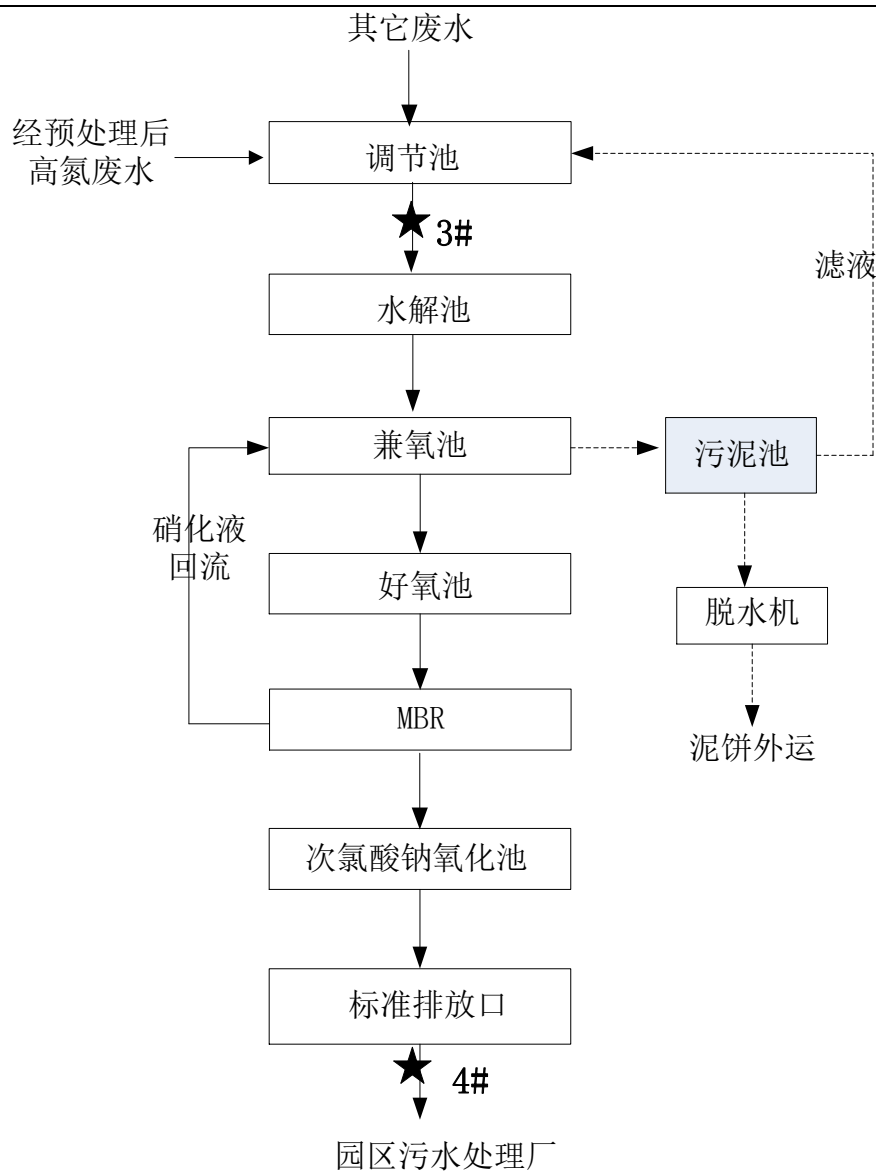 其它废水
经预处理后
高氮废水
调节池
3#
滤液
水解池
兼氧池
污泥池
硝化液
回流
好氧池
脱水机
MBR
泥饼外运
次氯酸钠氧化池
标准排放口
4#
园区污水处理厂